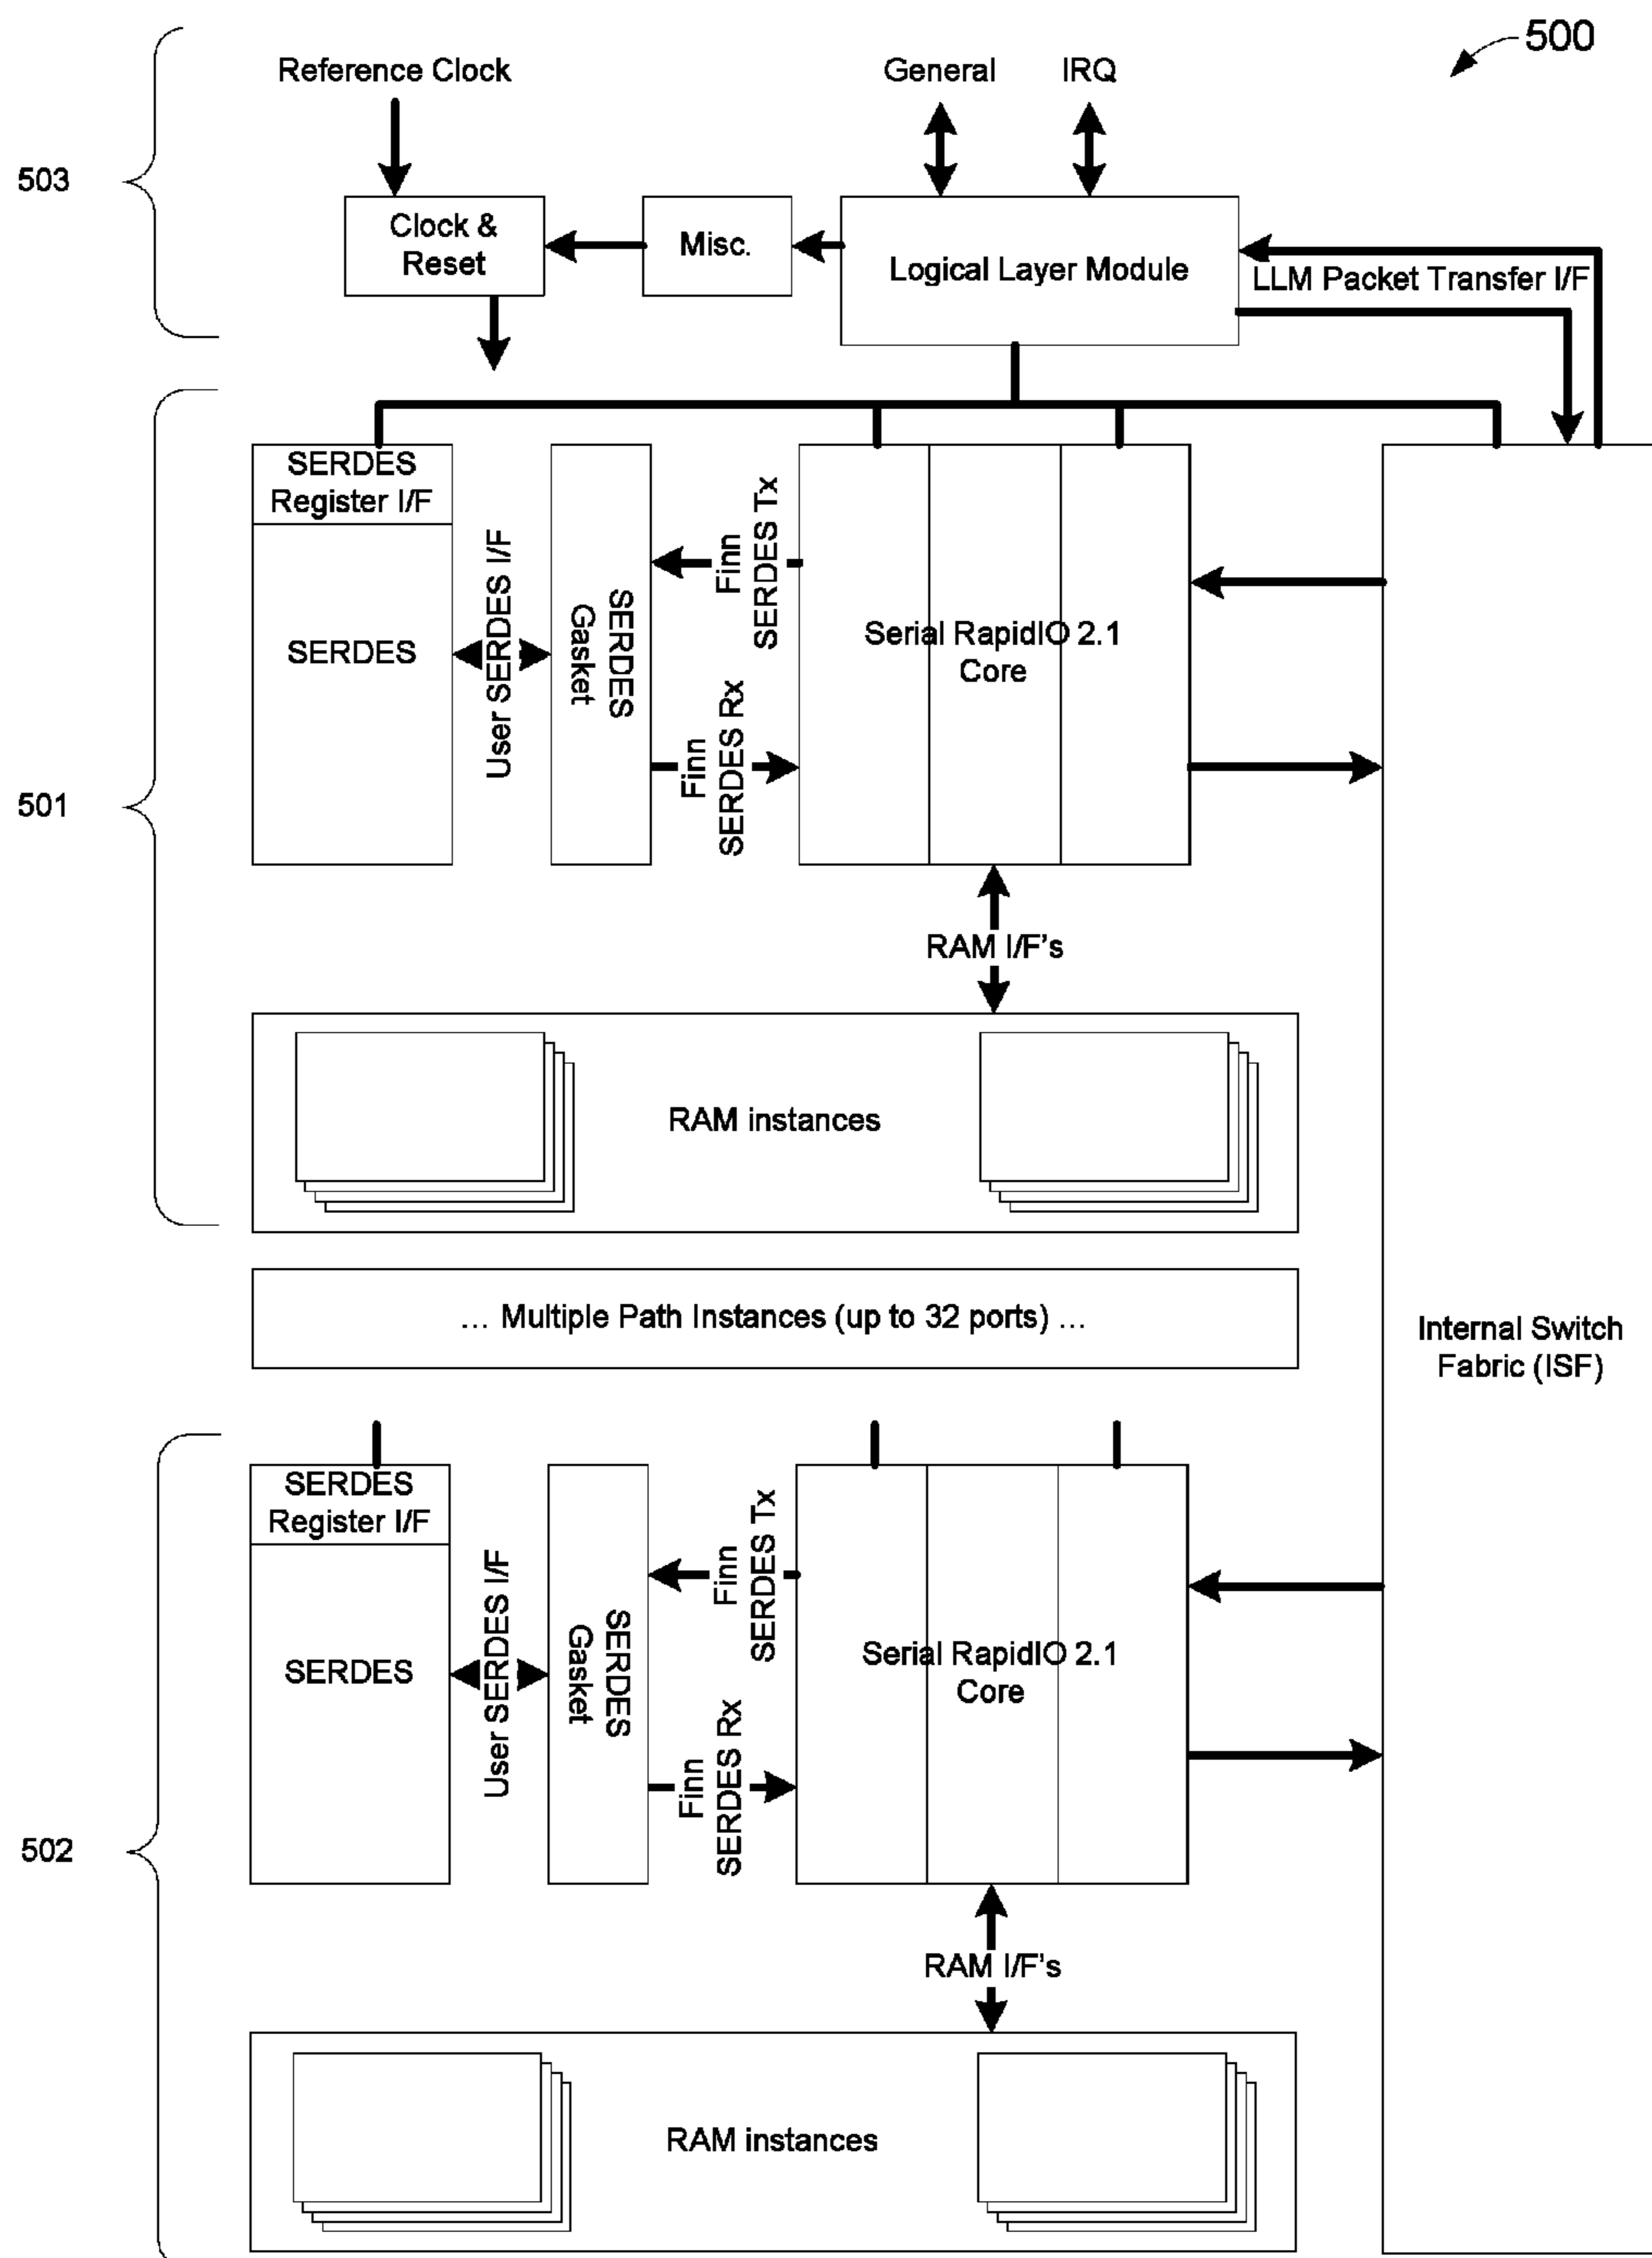 500
Reference Clock
General
IRQ
503
Clock &
Reset
Misc.
Logical Layer Module
LLM Packet Transfer I/F
501
SERDES
Register I/F
SERDES
User SERDES I/F
SERDES
Gasket
Finn
SERDES Tx
Finn
SERDES Rx
Serial RapidIO 2.1
Core
RAM I/F's
RAM instances
... Multiple Path Instances (up to 32 ports) ...
Internal Switch
Fabric (ISF)
502
SERDES
Register I/F
SERDES
User SERDES I/F
SERDES
Gasket
Finn
SERDES Tx
Finn
SERDES Rx
Serial RapidIO 2.1
Core
RAM I/F's
RAM instances